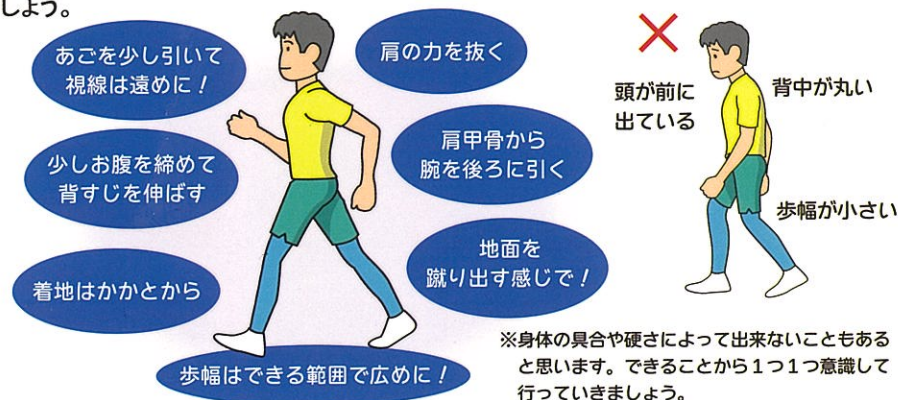 しょう。
あごを少し引いて
視線は遠めに！
肩の力を抜く
少しお腹を締めて
背すじを伸ばす
肩甲骨から
腕を後ろに引く
着地はかかとから
地面を
蹴り出す感じで！
歩幅はできる範囲で広めに！
頭が前に
出ている
背中が丸い
歩幅が小さい
※身体の具合や硬さによって出来ないこともある
と思います。できることから１つ１つ意識して
行っていきましょう。